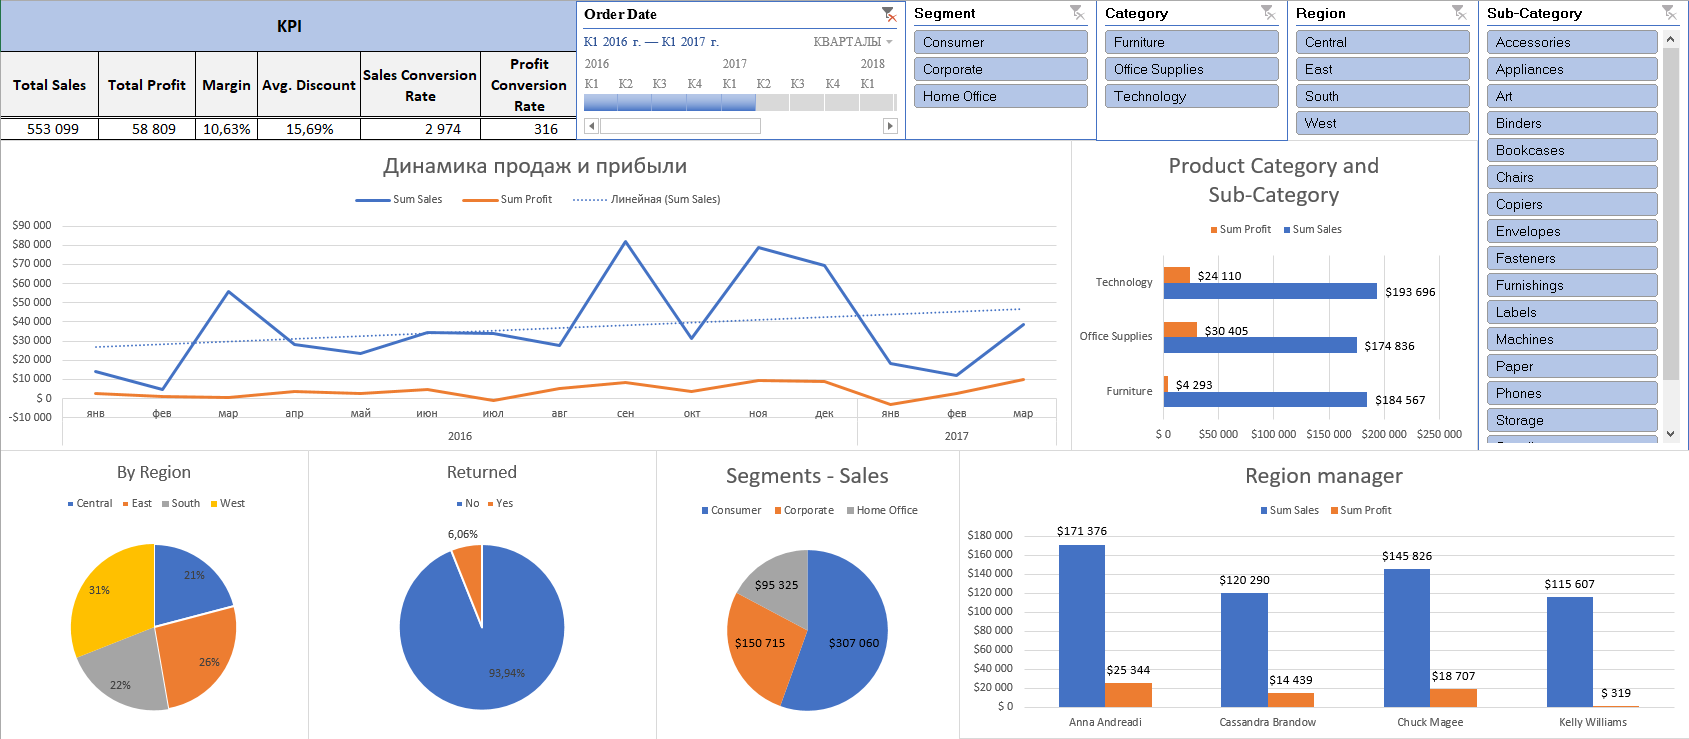 KPI
Total Sales
Total Profit
Margin
Avg. Discount
Sales Conversion
Rate
Profit
Conversion
Rate
553 099
58 809
10,63%
15,69%
2 974
316
Order Date
К1 2016 г. — К1 2017 г.
КВАРТАЛЫ
2016
2017
2018
К1
К2
К3
К4
К1
К2
К3
К4
К1
Segment
Consumer
Corporate
Home Office
Category
Furniture
Office Supplies
Technology
Region
Central
East
South
West
Sub-Category
Accessories
Appliances
Art
Binders
Bookcases
Chairs
Copiers
Envelopes
Fasteners
Furnishings
Labels
Machines
Paper
Phones
Storage
Динамика продаж и прибыли
Sum Sales
Sum Profit
Линейная (Sum Sales)
$90 000
$80 000
$70 000
$60 000
$50 000
$40 000
$30 000
$20 000
$10 000
$ 0
-$10 000
янв
фев
мар
апр
май
июн
июл
авг
сен
окт
ноя
дек
янв
фев
мар
2016
2017
Product Category and
Sub-Category
Sum Profit
Sum Sales
Technology
$24 110
$193 696
Office Supplies
$30 405
$174 836
Furniture
$4 293
$184 567
$ 0
$50 000
$100 000
$150 000
$200 000
$250 000
By Region
Central
East
South
West
21%
26%
22%
31%
Returned
No
Yes
6,06%
93,94%
Segments - Sales
Consumer
Corporate
Home Office
$95 325
$150 715
$307 060
Region manager
Sum Sales
Sum Profit
$180 000
$160 000
$140 000
$120 000
$100 000
$80 000
$60 000
$40 000
$20 000
$ 0
$171 376
$25 344
$120 290
$14 439
$145 826
$18 707
$115 607
$ 319
Anna Andreadi
Cassandra Brandow
Chuck Magee
Kelly Williams